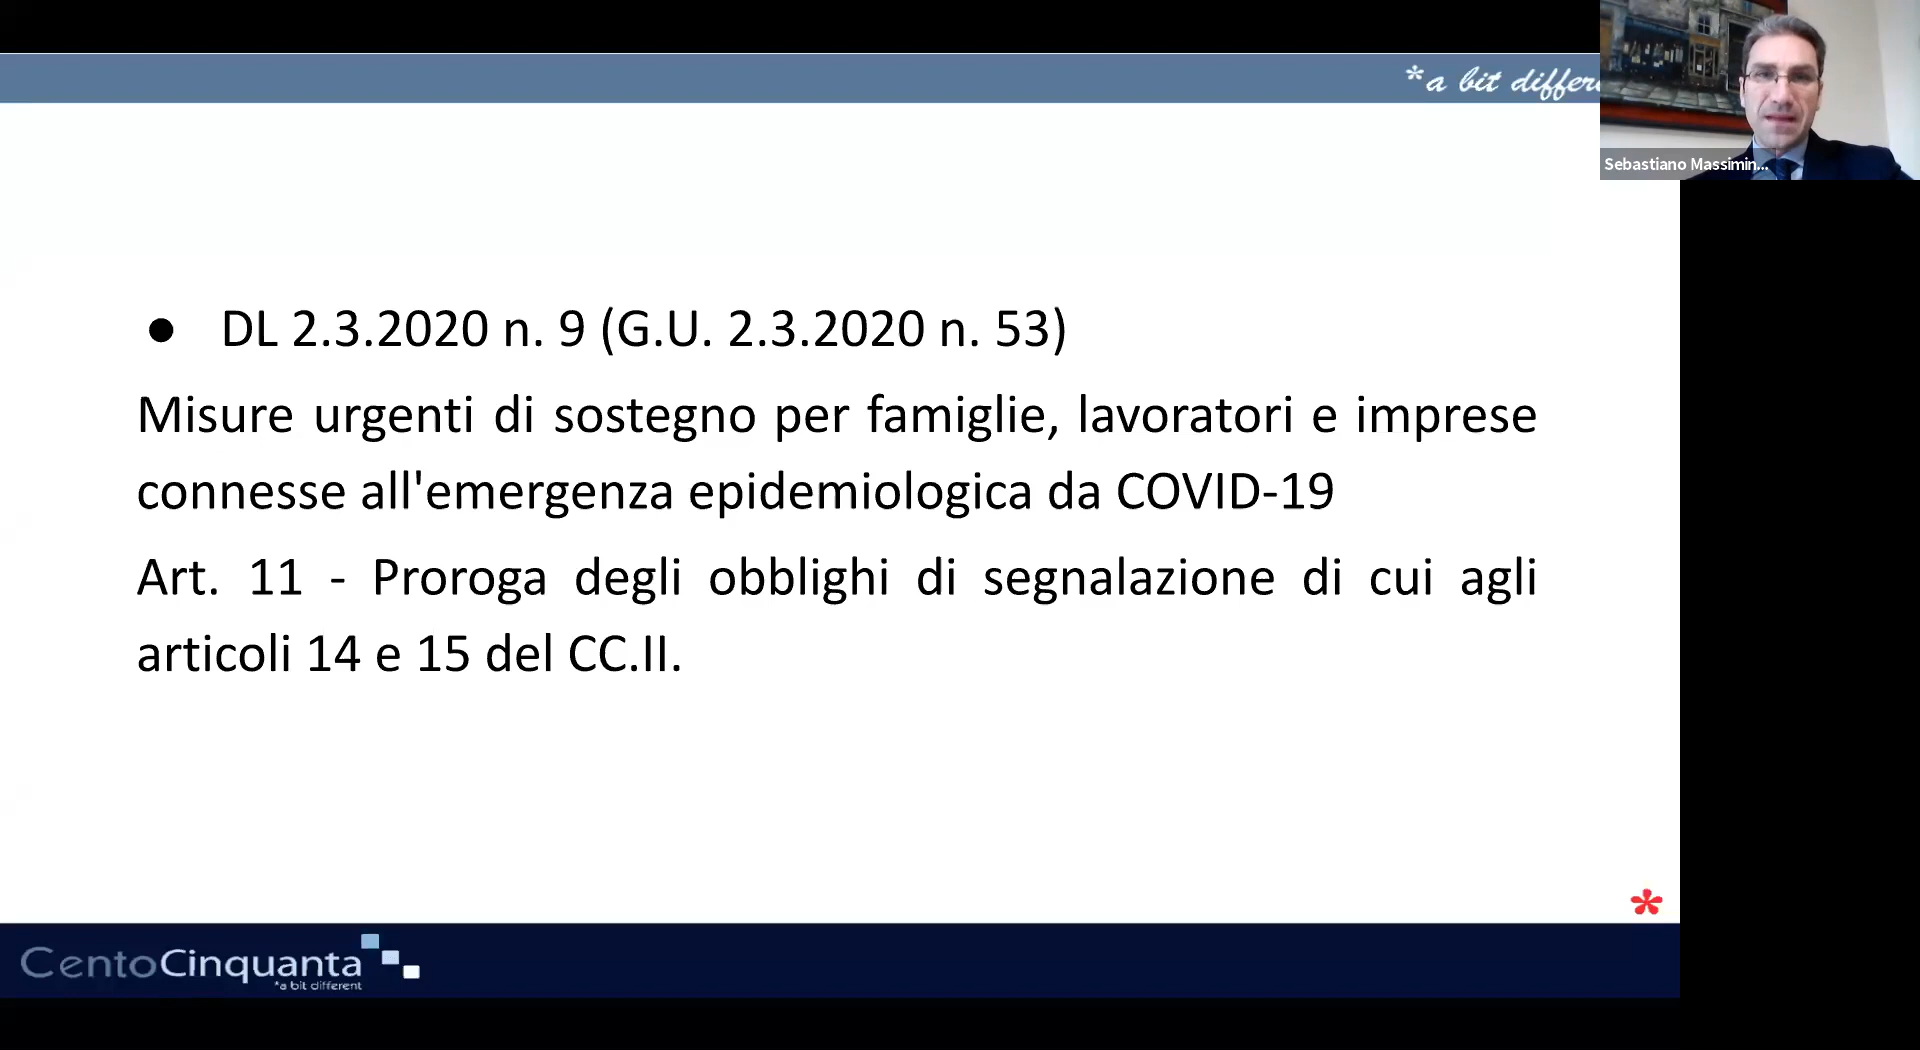 *a bit differe
Sebastiano Massimin...
● DL 2.3.2020 n. 9 (G.U. 2.3.2020 n. 53)
Misure urgenti di sostegno per famiglie, lavoratori e imprese
connesse all'emergenza epidemiologica da COVID-19
Art. 11 - Proroga degli obblighi di segnalazione di cui agli
articoli 14 e 15 del CC.II.
*
CentoCinquanta
*a bit different